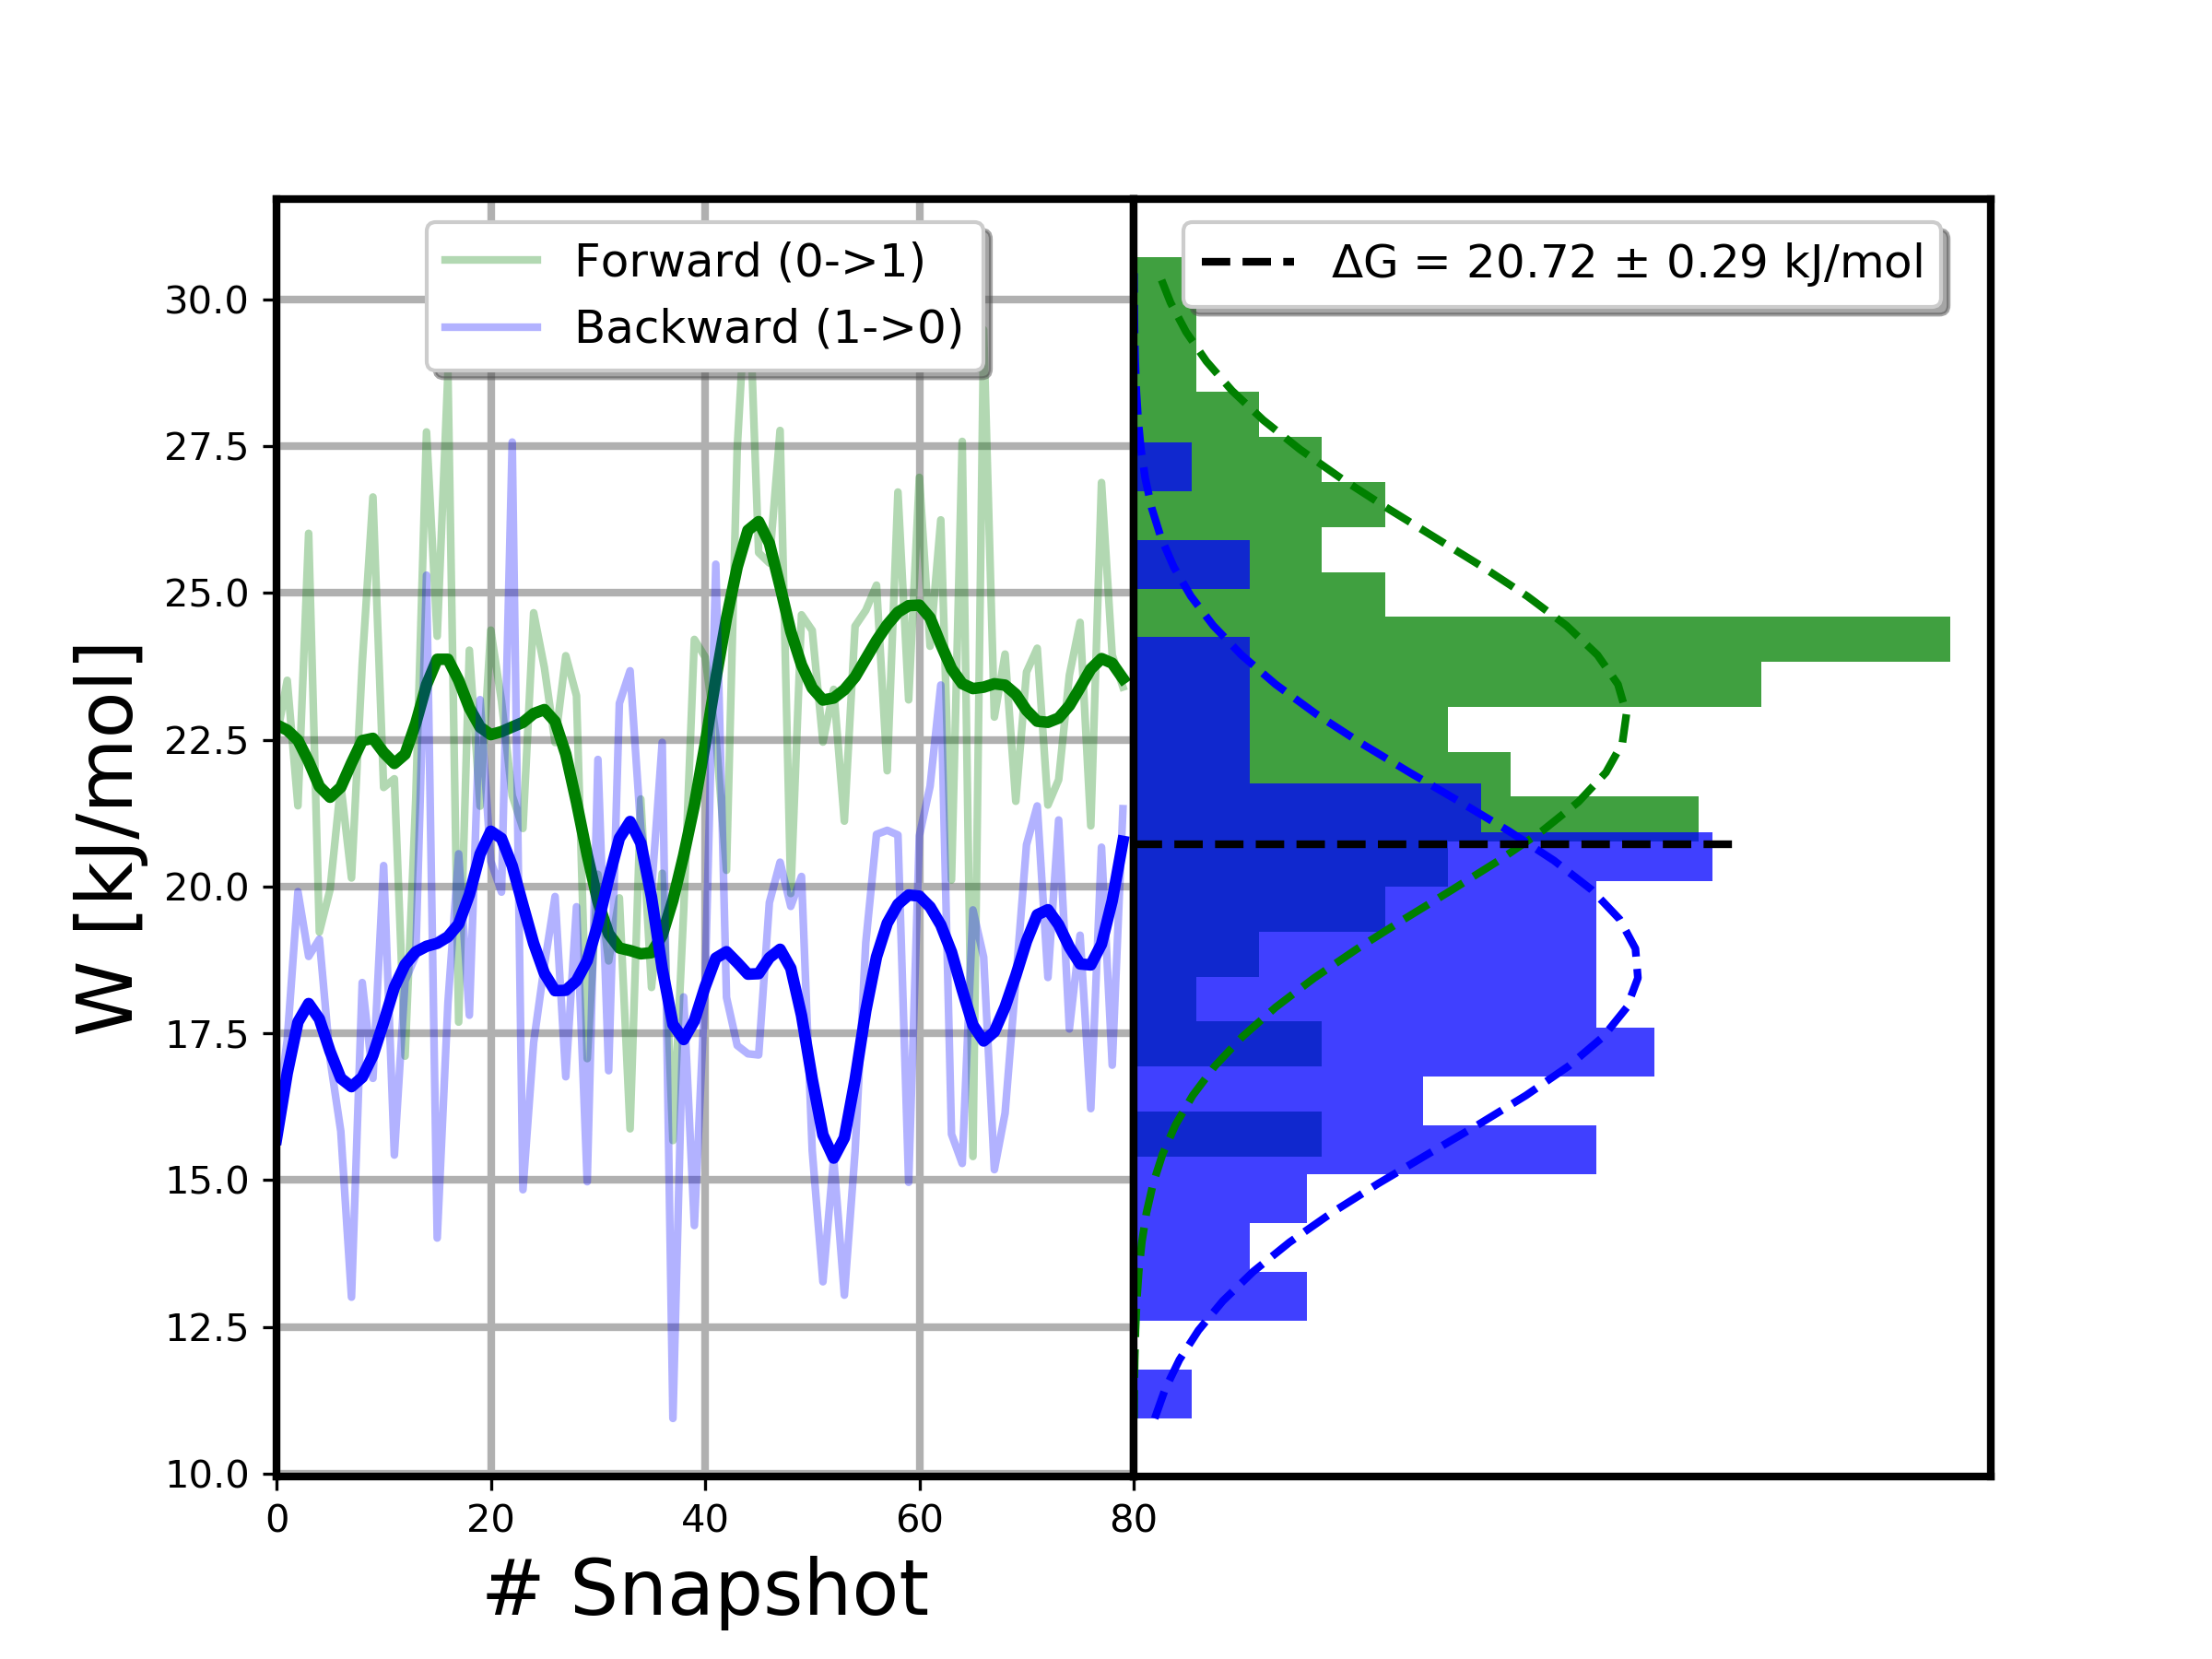 Forward (0->1)
Backward (1->0)
ΔG = 20.72 ± 0.29 kJ/mol
W [kJ/mol]
30.0
27.5
25.0
22.5
20.0
17.5
15.0
12.5
10.0
0 20 40 60 80
# Snapshot